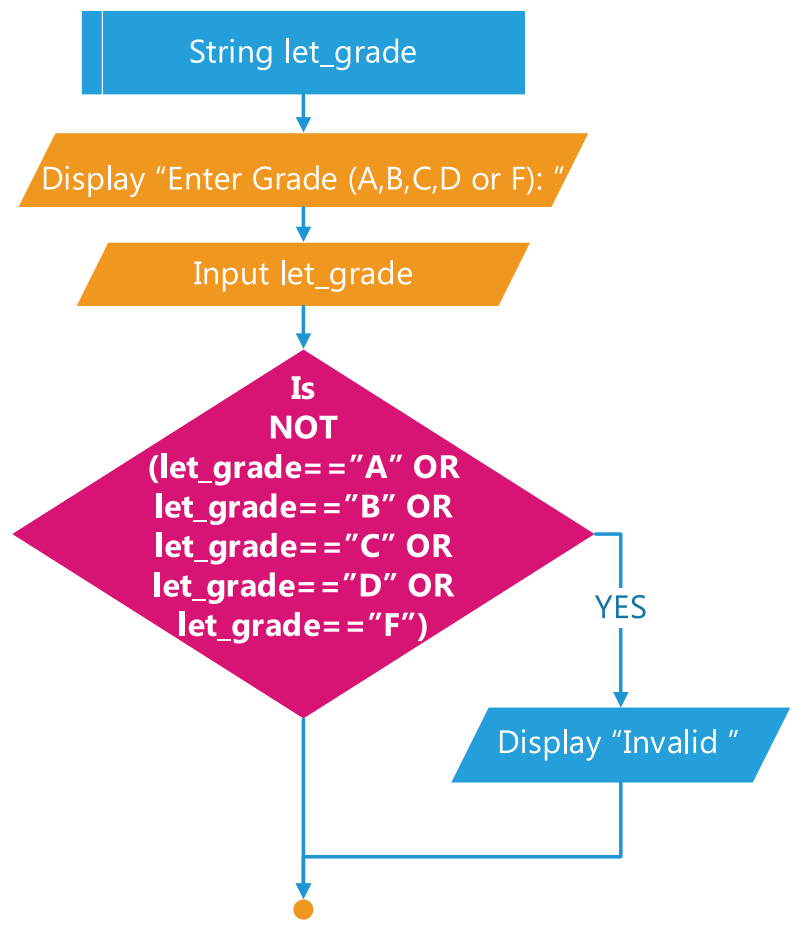 String let_grade
Display “Enter Grade (A,B,C,D or F): ”
Input let_grade
Is
NOT
(let_grade==”A” OR
let_grade==”B” OR
let_grade==”C” OR
let_grade==”D” OR
let_grade==”F”)
YES
Display “Invalid ”